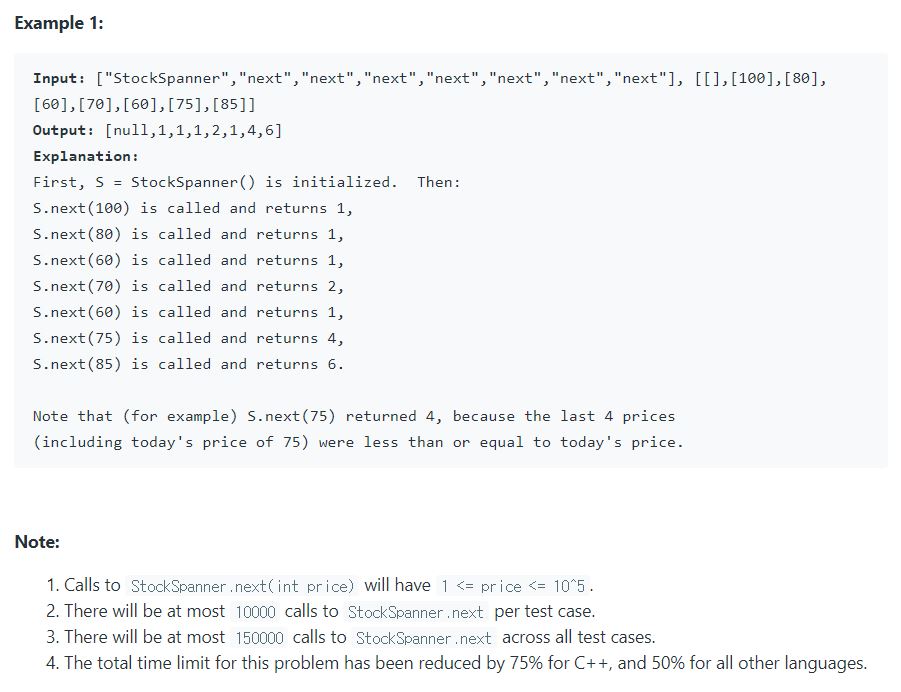 Example 1:
Input: ["StockSpanner","next","next","next","next","next","next","next"], [[],[100],[80],
[60],[70],[60],[75],[85]]
Output: [null,1,1,1,2,1,4,6]
Explanation:
First, S = StockSpanner() is initialized.  Then:
S.next(100) is called and returns 1,
S.next(80) is called and returns 1,
S.next(60) is called and returns 1,
S.next(70) is called and returns 2,
S.next(60) is called and returns 1,
S.next(75) is called and returns 4,
S.next(85) is called and returns 6.
Note that (for example) S.next(75) returned 4, because the last 4 prices
(including today's price of 75) were less than or equal to today's price.
Note:
1. Calls to StockSpanner.next(int price) will have 1 <= price <= 10^5.
2. There will be at most 10000 calls to StockSpanner.next per test case.
3. There will be at most 150000 calls to StockSpanner.next across all test cases.
4. The total time limit for this problem has been reduced by 75% for C++, and 50% for all other languages.